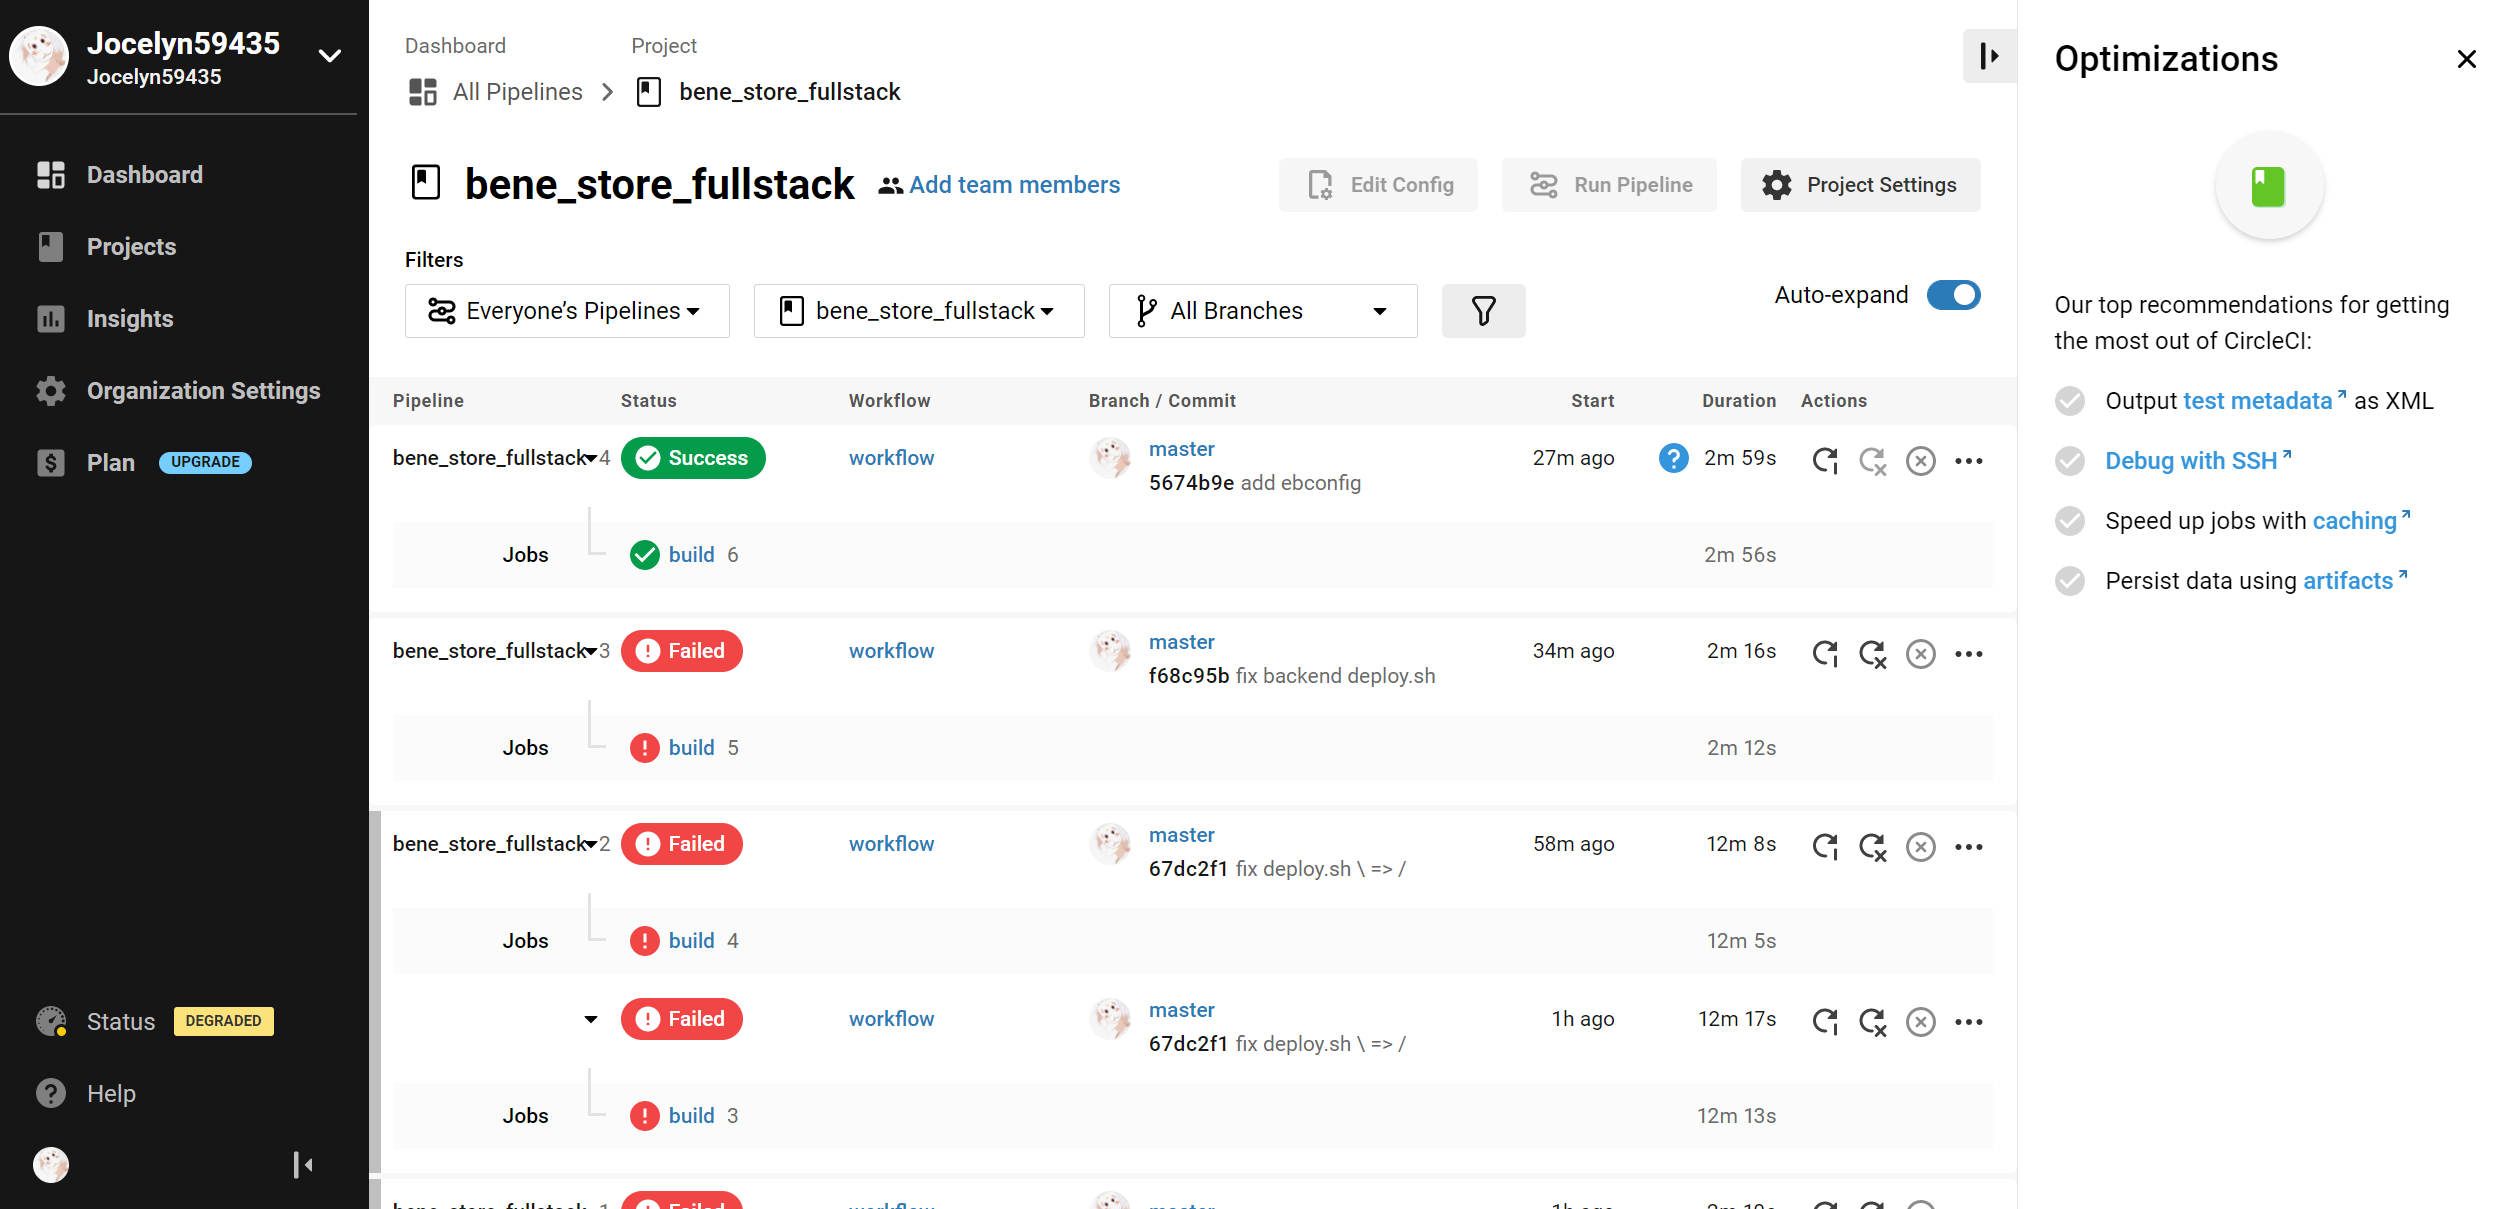 Jocelyn59435
Jocelyn59435
Dashboard
Projects
Insights
Organization Settings
Plan UPGRADE
Status DEGRADED
Help
Dashboard Project
All Pipelines bene_store_fullstack
bene_store_fullstack Add team members Edit Config Run Pipeline Project Settings
Filters
Everyone’s Pipelines bene_store_fullstack All Branches Auto-expand
Pipeline Status Workflow Branch / Commit Start Duration Actions
bene_store_fullstack 4 Success workflow master 27m ago 2m 59s
5674b9e add ebconfig
Jobs build 6 2m 56s
bene_store_fullstack 3 Failed workflow master 34m ago 2m 16s
f68c95b fix backend deploy.sh
Jobs build 5 2m 12s
bene_store_fullstack 2 Failed workflow master 58m ago 12m 8s
67dc2f1 fix deploy.sh \ => /
Jobs build 4 12m 5s
Failed workflow master 1h ago 12m 17s
67dc2f1 fix deploy.sh \ => /
Jobs build 3 12m 13s
bene_store_fullstack 1 Failed workflow master 1h ago
Optimizations
Our top recommendations for getting
the most out of CircleCI:
Output test metadata as XML
Debug with SSH
Speed up jobs with caching
Persist data using artifacts